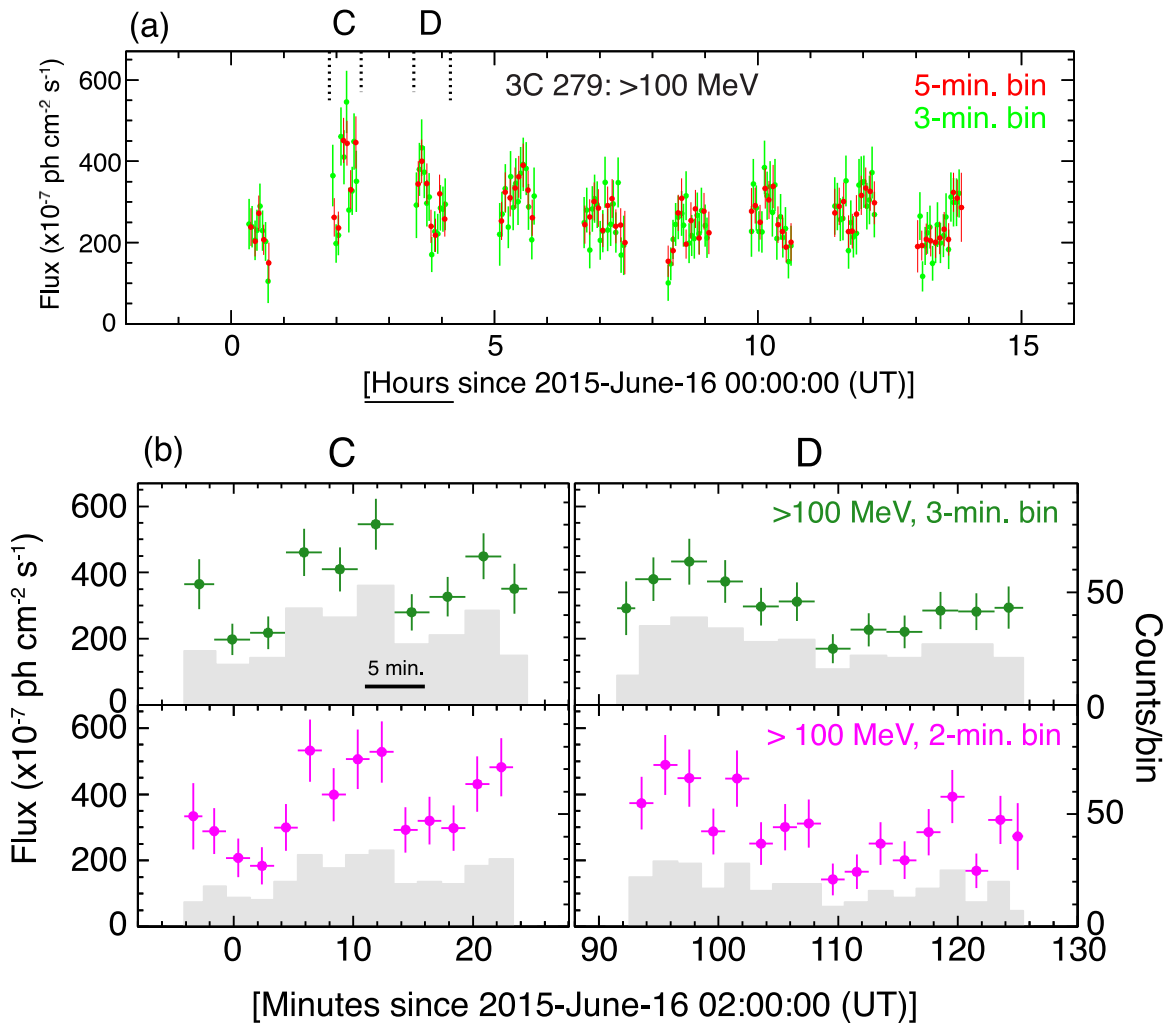 (a) C D
600
400
200
0
3C 279: >100 MeV
5-min. bin
3-min. bin
Flux (x10⁻⁷ ph cm⁻² s⁻¹)
0 5 10 15
[Hours since 2015-June-16 00:00:00 (UT)]
(b) C D
600
400
200
0
5 min.
>100 MeV, 3-min. bin
50
0
600
400
200
0
> 100 MeV, 2-min. bin
50
0
Flux (x10⁻⁷ ph cm⁻² s⁻¹)
Counts/bin
0 10 20 90 100 110 120 130
[Minutes since 2015-June-16 02:00:00 (UT)]